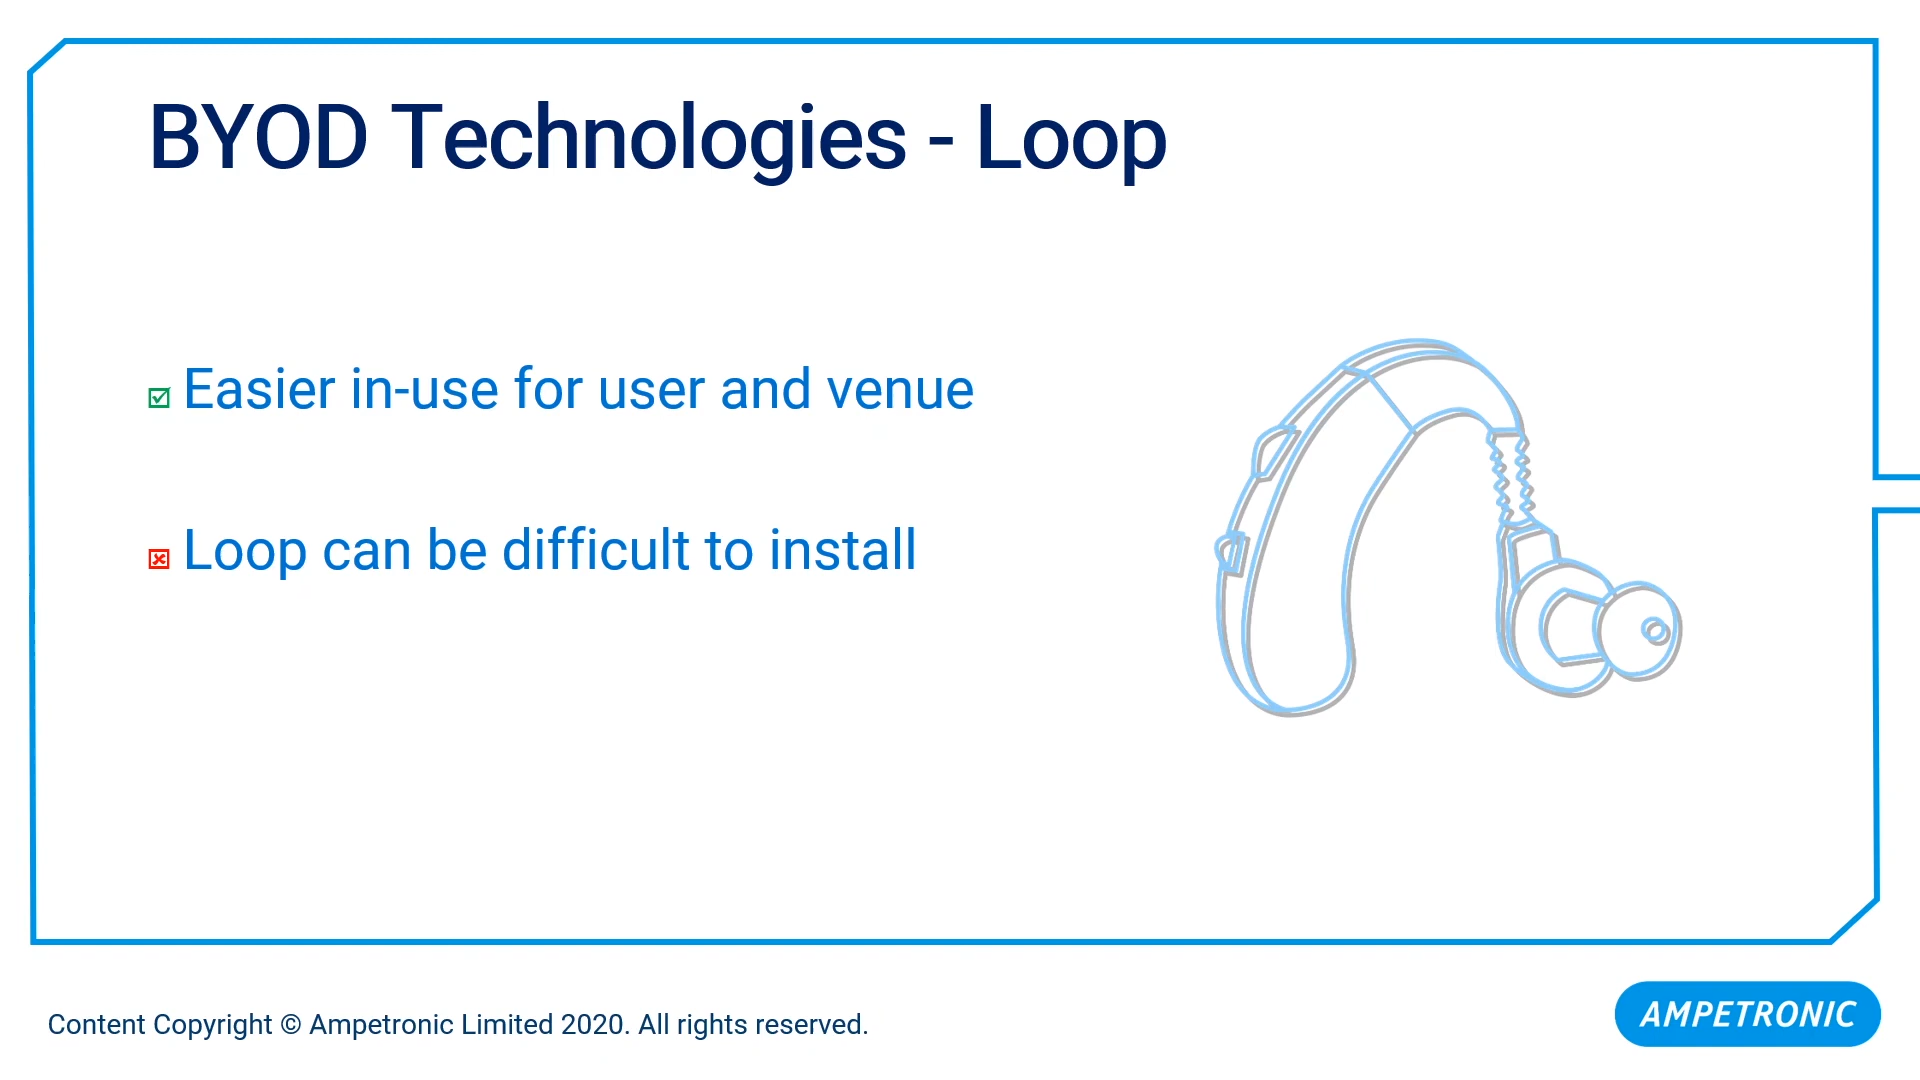 BYOD Technologies - Loop
Easier in-use for user and venue
Loop can be difficult to install
Content Copyright © Ampetronic Limited 2020. All rights reserved.
AMPETRONIC